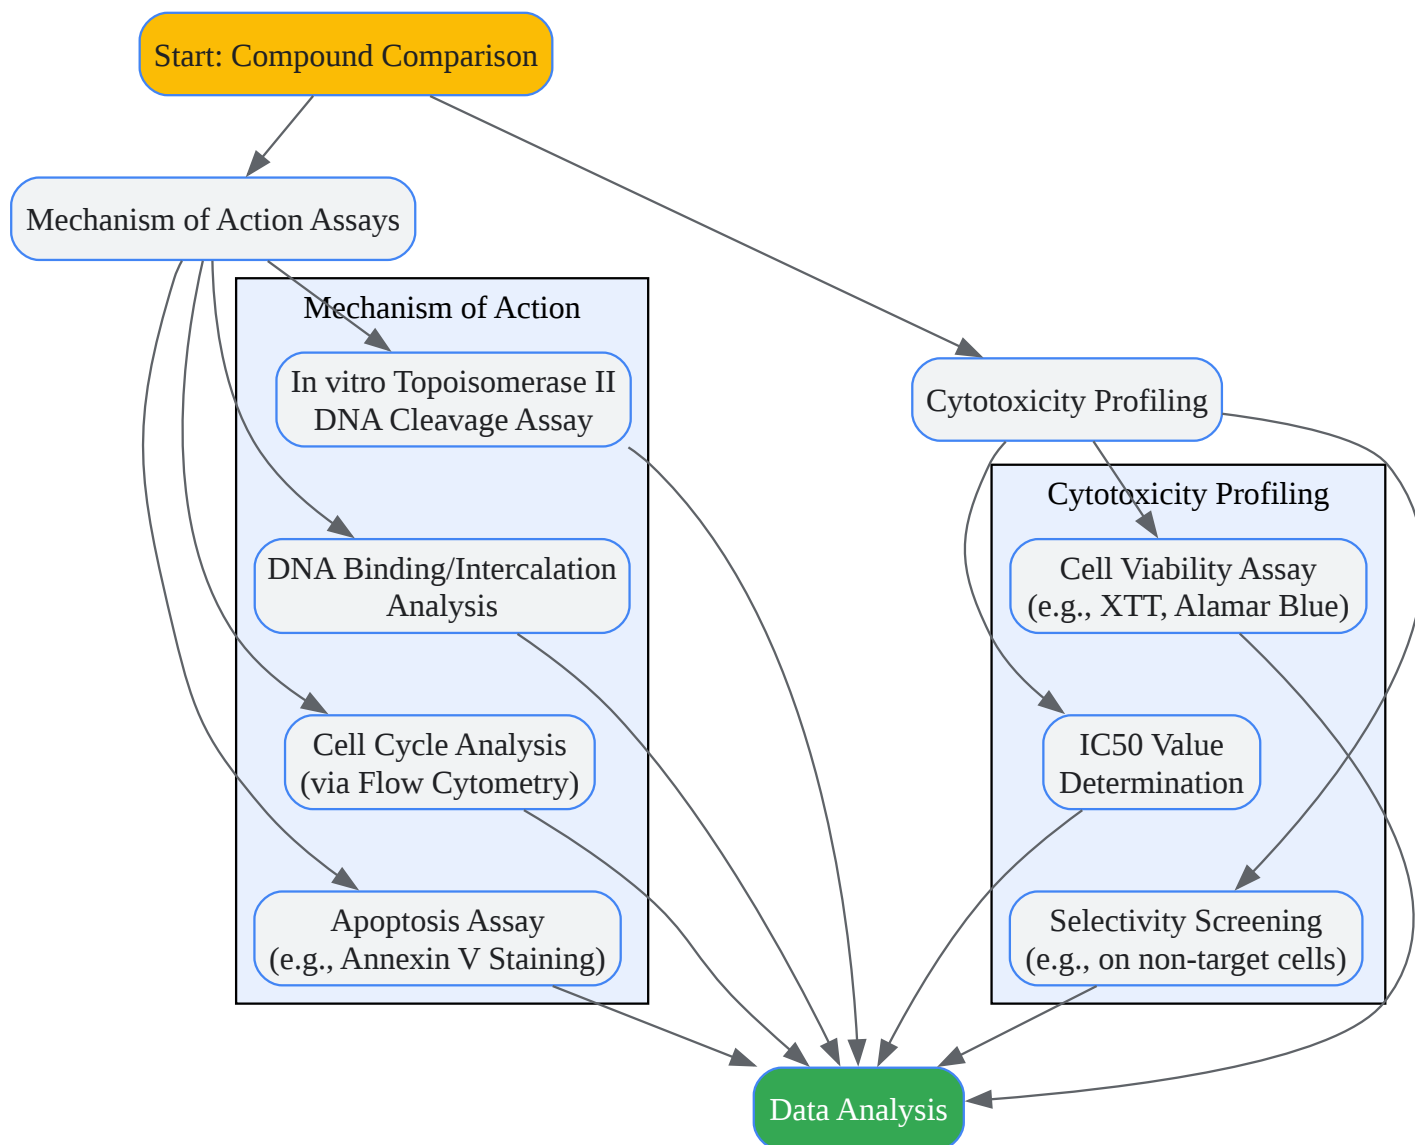 Start: Compound Comparison
Mechanism of Action Assays
Mechanism of Action
In vitro Topoisomerase II
DNA Cleavage Assay
DNA Binding/Intercalation
Analysis
Cell Cycle Analysis
(via Flow Cytometry)
Apoptosis Assay
(e.g., Annexin V Staining)
Cytotoxicity Profiling
Cytotoxicity Profiling
Cell Viability Assay
(e.g., XTT, Alamar Blue)
IC50 Value
Determination
Selectivity Screening
(e.g., on non-target cells)
Data Analysis